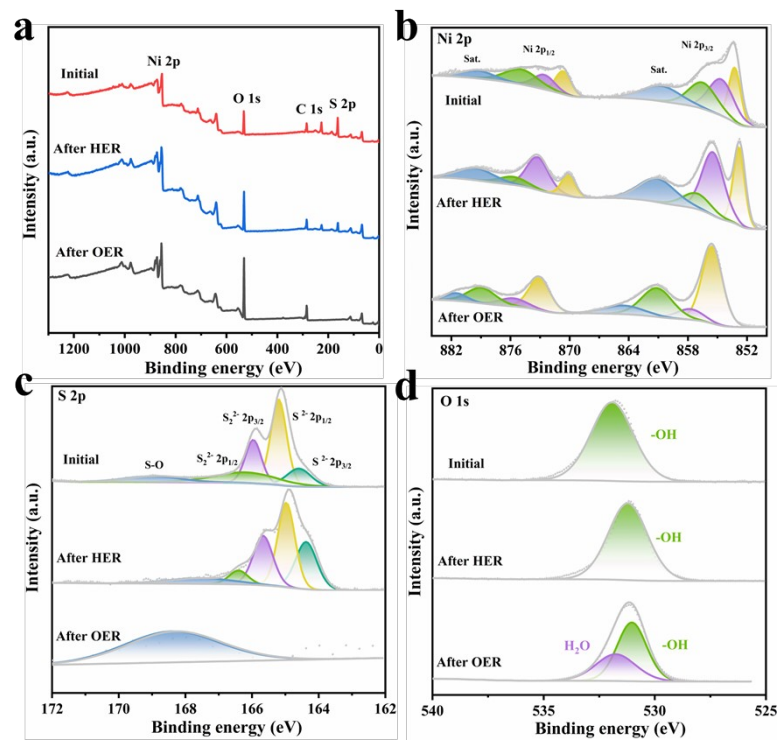 a
Initial
Ni 2p
O 1s
C 1s
S 2p
After HER
After OER
Intensity (a.u.)
1200
1000
800
600
400
200
0
Binding energy (eV)
b
Ni 2p
Sat.
Ni 2p1/2
Sat.
Ni 2p3/2
Initial
After HER
After OER
Intensity (a.u.)
882
876
870
864
858
852
Binding energy (eV)
c
S 2p
S2 2- 2p3/2
S 2- 2p1/2
S-O
S2 2- 2p1/2
S 2- 2p3/2
Initial
After HER
After OER
Intensity (a.u.)
172
170
168
166
164
162
Binding energy (eV)
d
O 1s
-OH
Initial
-OH
After HER
H2O
-OH
After OER
Intensity (a.u.)
540
535
530
525
Binding energy (eV)